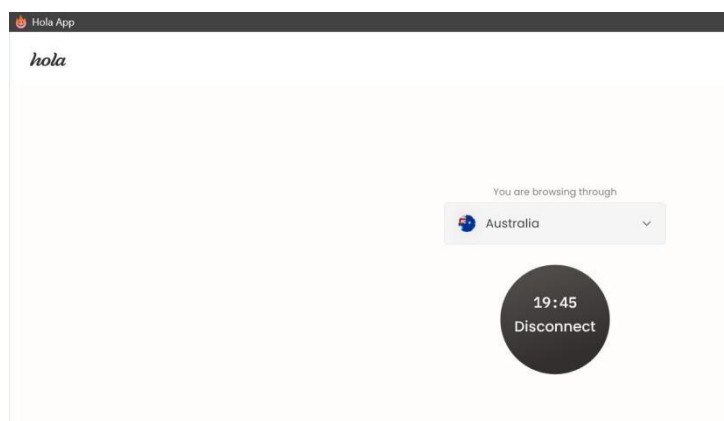 Hola App
hola
You are browsing through
Australia
19:45
Disconnect